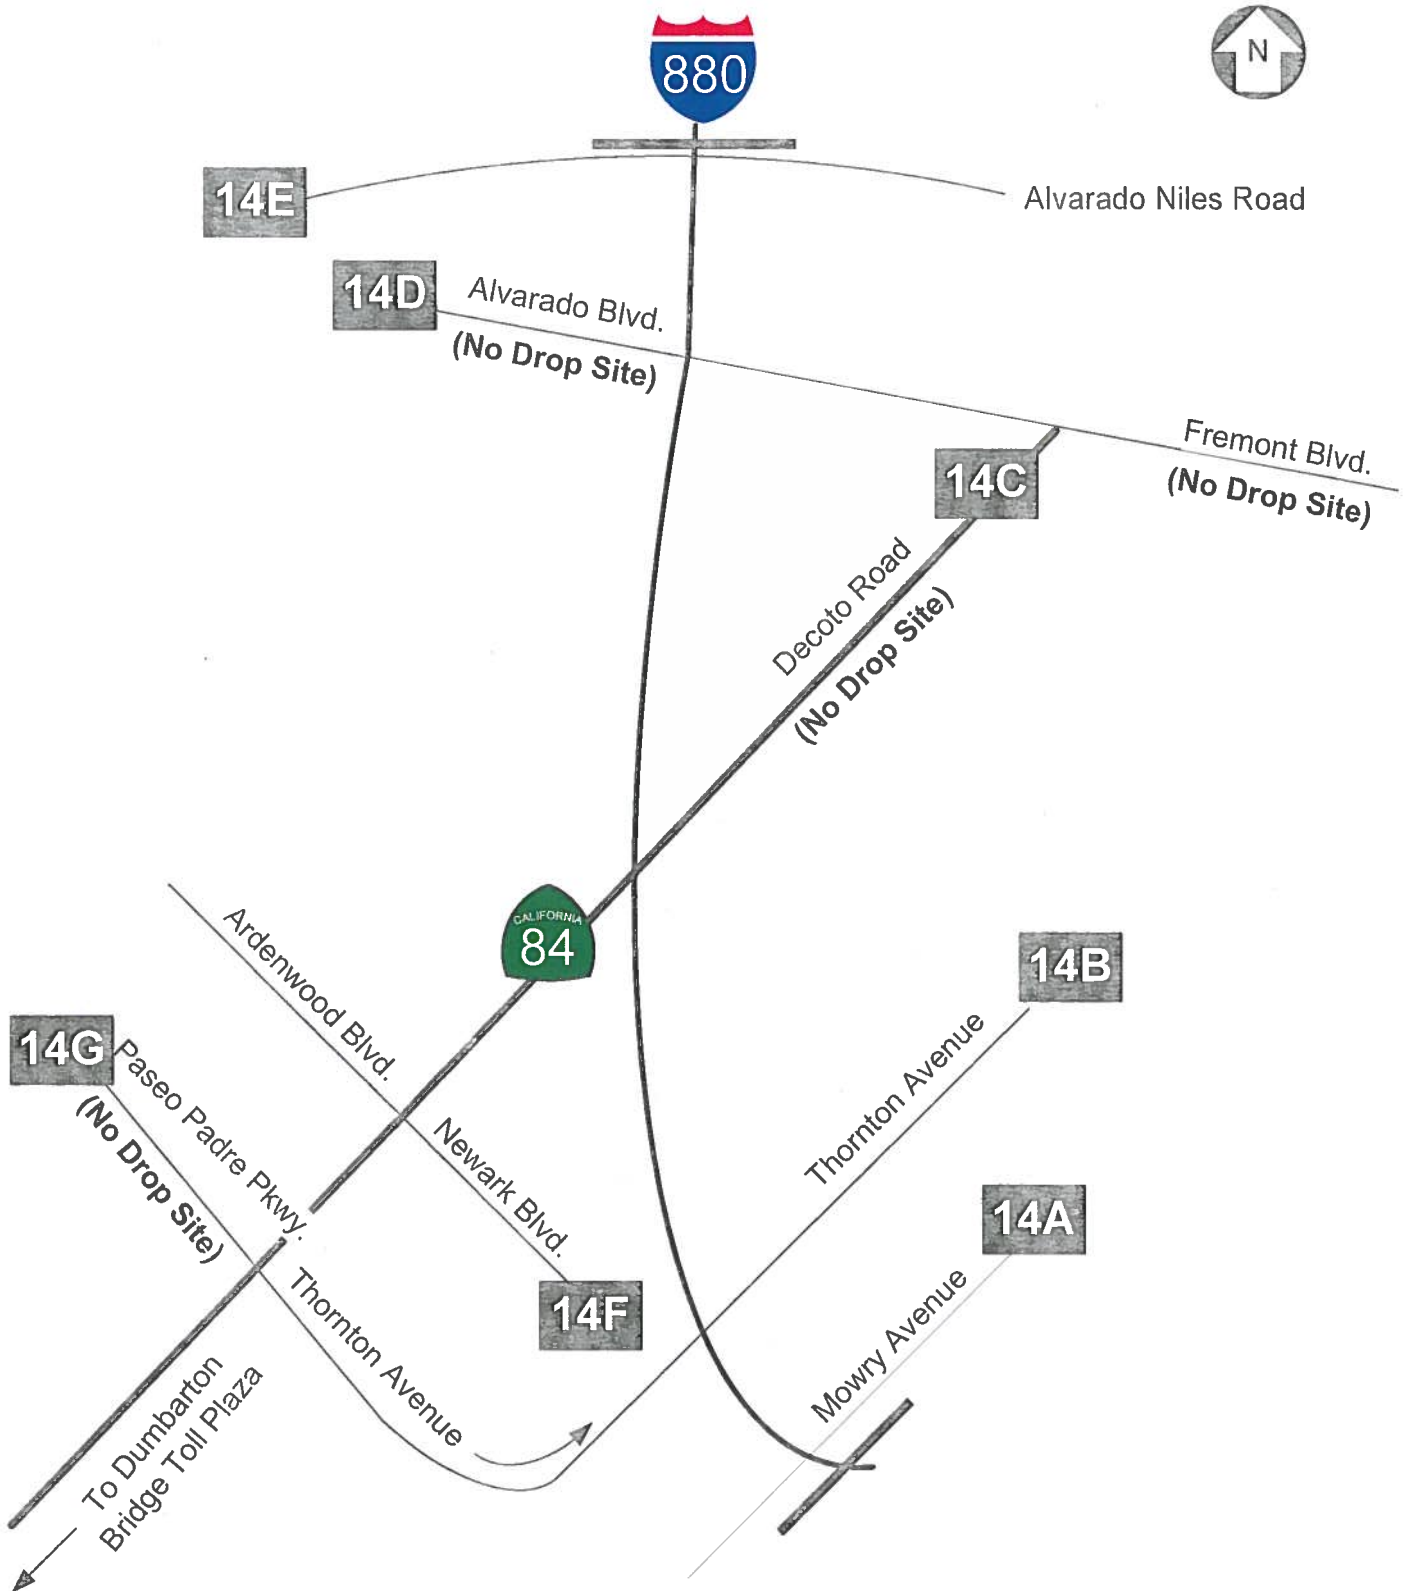 880
N
14E
Alvarado Niles Road
14D
Alvarado Blvd.
(No Drop Site)
Fremont Blvd.
(No Drop Site)
14C
Decoto Road
(No Drop Site)
CALIFORNIA
84
Ardenwood Blvd.
14B
14G
Paseo Padre Pkwy.
(No Drop Site)
Newark Blvd.
Thornton Avenue
14A
14F
Thornton Avenue
Mowry Avenue
To Dumbarton
Bridge Toll Plaza